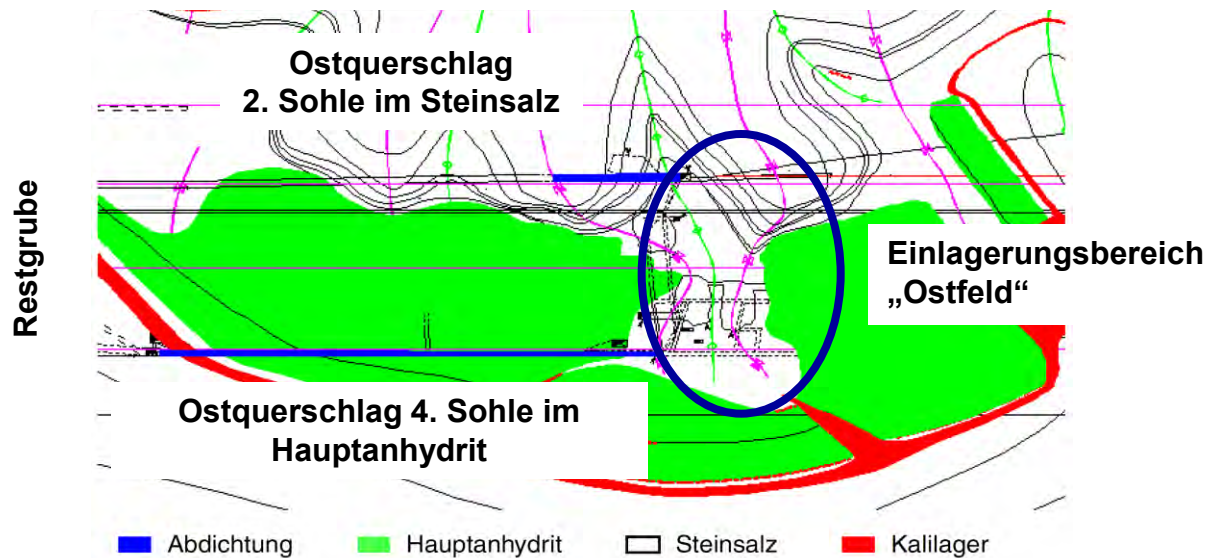 Ostquerschlag
2. Sohle im Steinsalz
Restgrube
Einlagerungsbereich
„Ostfeld“
Ostquerschlag 4. Sohle im
Hauptanhydrit
Abdichtung
Hauptanhydrit
Steinsalz
Kalilager